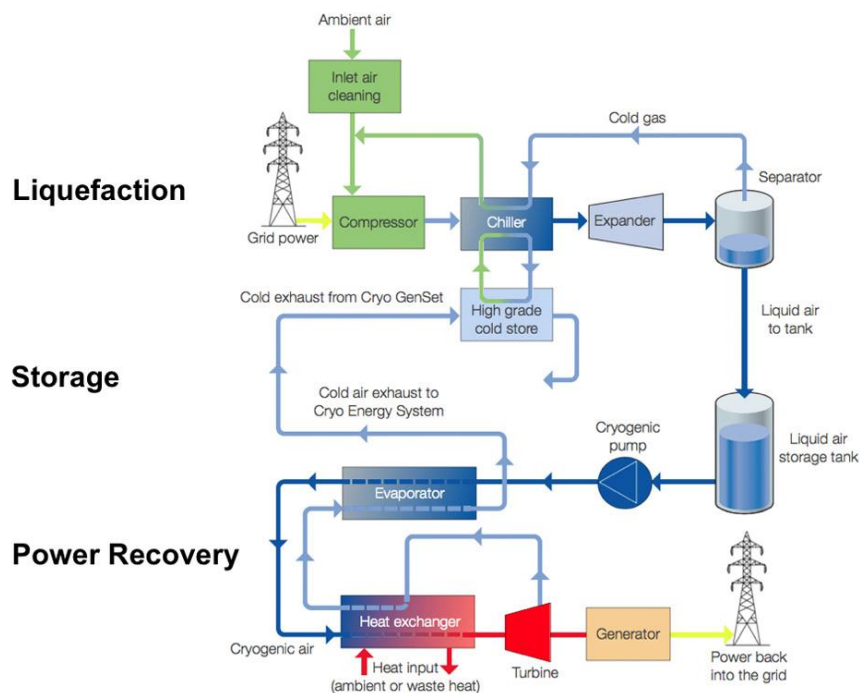 Ambient air
Inlet air
cleaning
Cold gas
Liquefaction
Separator
Grid power
Compressor
Chiller
Expander
Cold exhaust from Cryo GenSet
High grade
cold store
Liquid air
to tank
Storage
Cold air exhaust to
Cryo Energy System
Cryogenic
pump
Liquid air
storage tank
Evaporator
Power Recovery
Heat exchanger
Generator
Cryogenic air
Heat input
(ambient or waste heat)
Turbine
Power back
into the grid